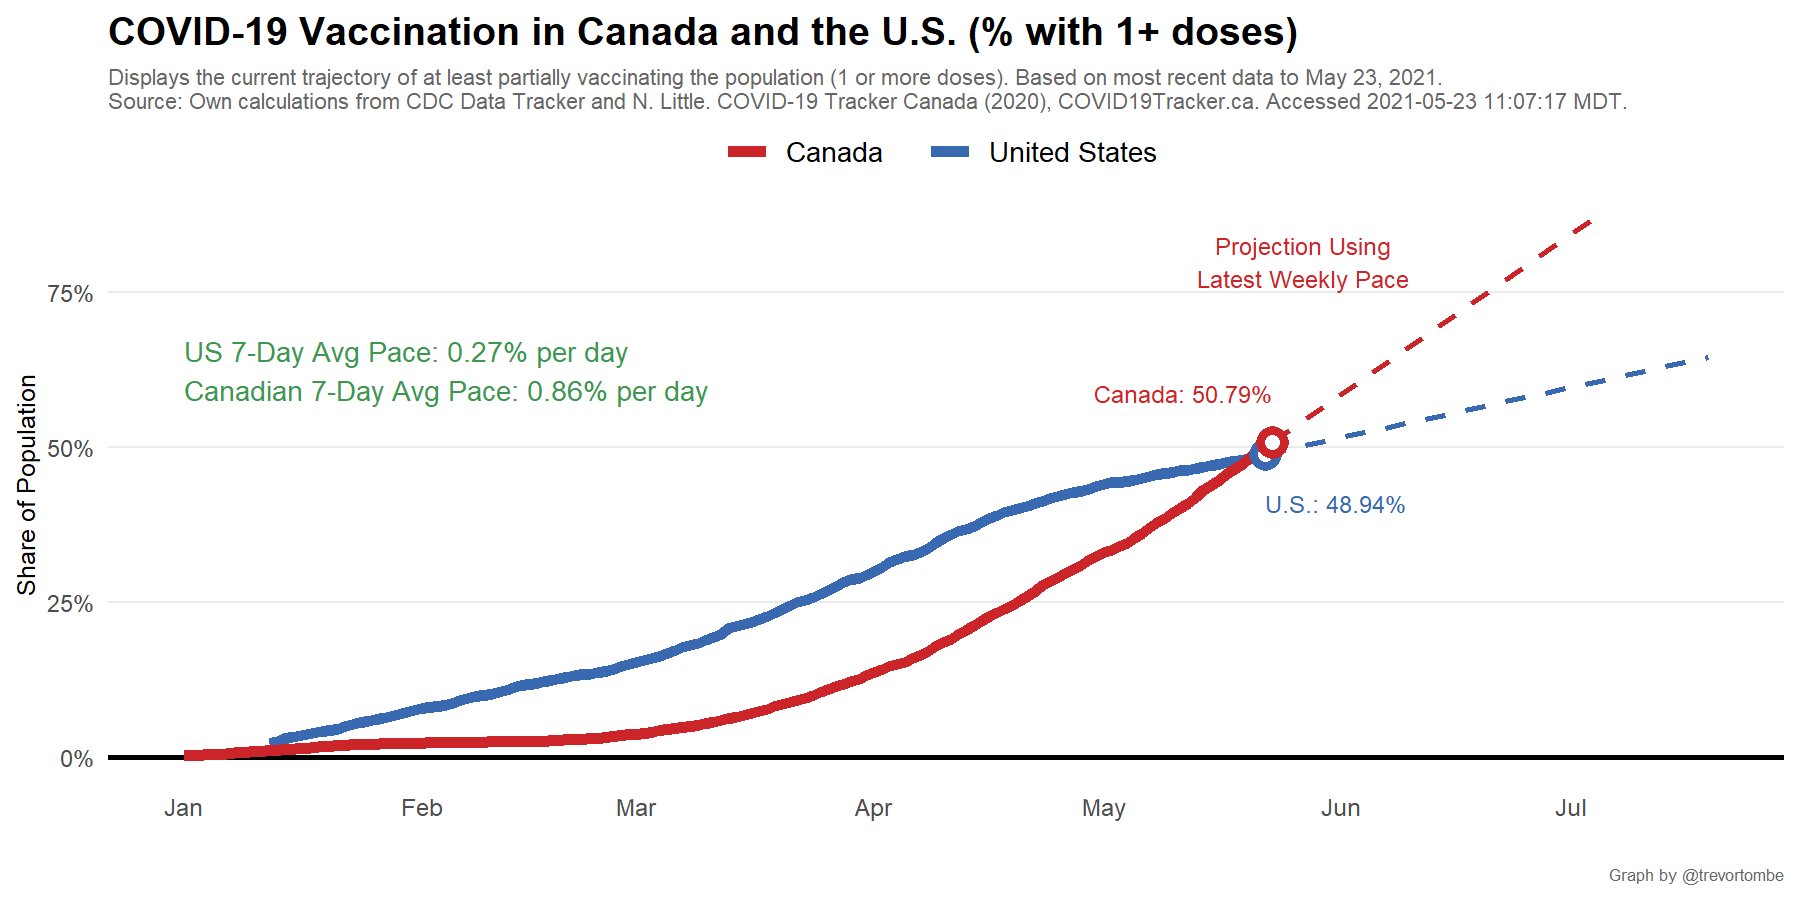 COVID-19 Vaccination in Canada and the U.S. (% with 1+ doses)
Displays the current trajectory of at least partially vaccinating the population (1 or more doses). Based on most recent data to May 23, 2021.
Source: Own calculations from CDC Data Tracker and N. Little. COVID-19 Tracker Canada (2020), COVID19Tracker.ca. Accessed 2021-05-23 11:07:17 MDT.
Canada
United States
Projection Using
Latest Weekly Pace
75%
US 7-Day Avg Pace: 0.27% per day
Canadian 7-Day Avg Pace: 0.86% per day
Canada: 50.79%
50%
U.S.: 48.94%
Share of Population
25%
0%
Jan
Feb
Mar
Apr
May
Jun
Jul
Graph by @trevortombe